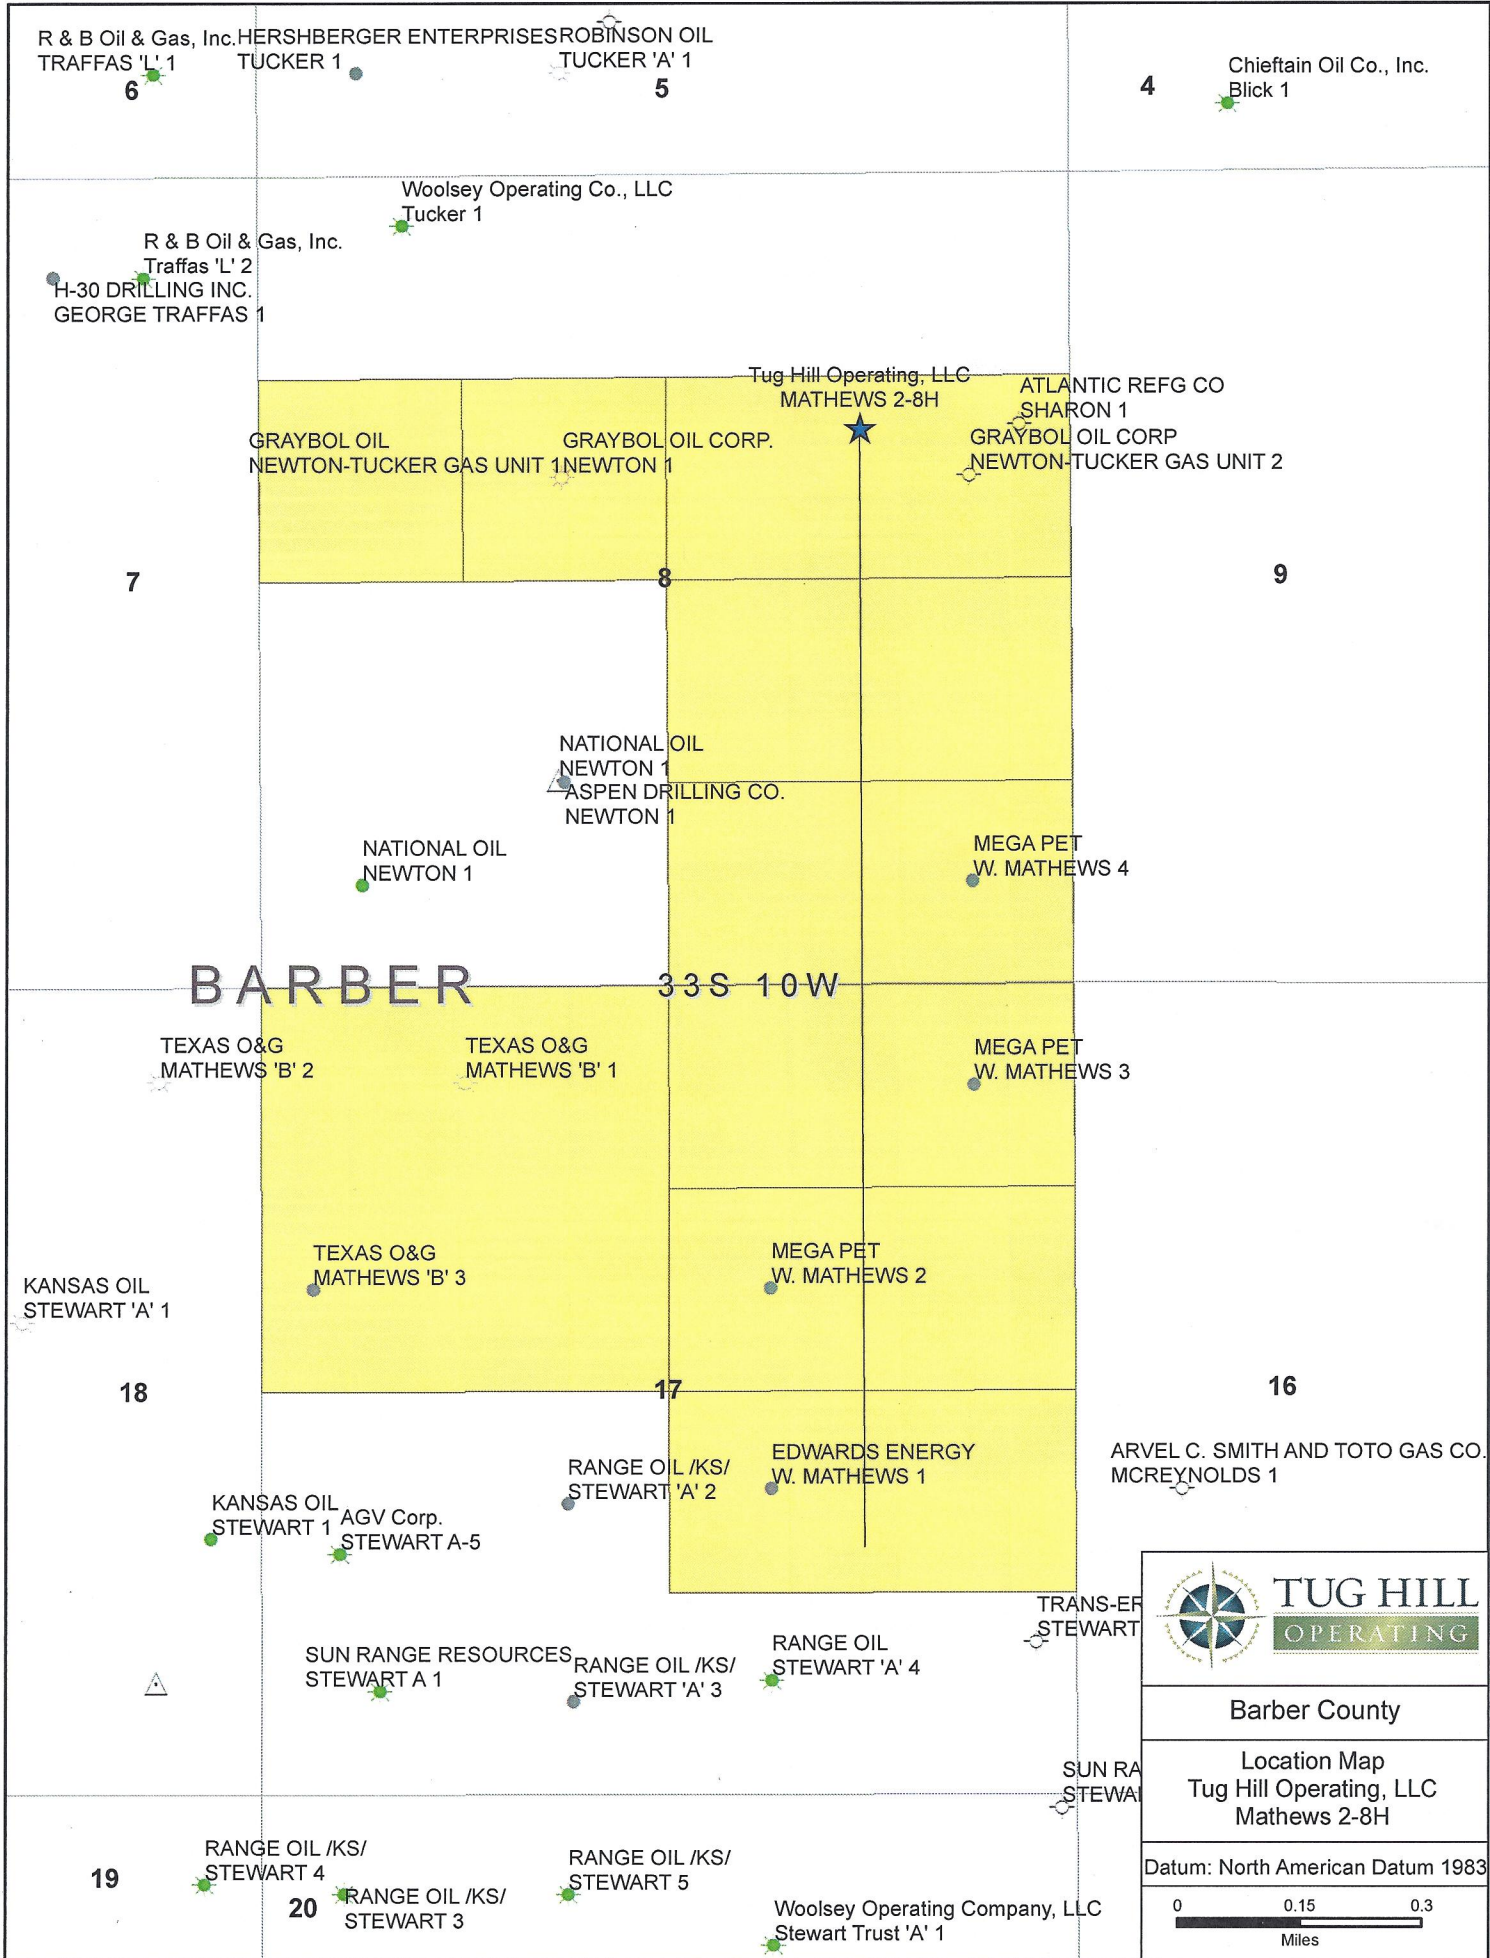 R & B Oil & Gas, Inc.
TRAFFAS 'L' 1
HERSHBERGER ENTERPRISES
TUCKER 1
ROBINSON OIL
TUCKER 'A' 1
Chieftain Oil Co., Inc.
Blick 1
6
5
4
Woolsey Operating Co., LLC
Tucker 1
R & B Oil & Gas, Inc.
Traffas 'L' 2
H-30 DRILLING INC.
GEORGE TRAFFAS 1
Tug Hill Operating, LLC
MATHEWS 2-8H
ATLANTIC REFG CO
SHARON 1
GRAYBOL OIL
NEWTON-TUCKER GAS UNIT 1
GRAYBOL OIL CORP.
NEWTON 1
GRAYBOL OIL CORP
NEWTON-TUCKER GAS UNIT 2
7
8
9
NATIONAL OIL
NEWTON 1
ASPEN DRILLING CO.
NEWTON 1
NATIONAL OIL
NEWTON 1
MEGA PET
W. MATHEWS 4
BARBER
33S 10W
TEXAS O&G
MATHEWS 'B' 2
TEXAS O&G
MATHEWS 'B' 1
MEGA PET
W. MATHEWS 3
TEXAS O&G
MATHEWS 'B' 3
MEGA PET
W. MATHEWS 2
KANSAS OIL
STEWART 'A' 1
18
17
16
EDWARDS ENERGY
W. MATHEWS 1
ARVEL C. SMITH AND TOTO GAS CO.
MCREYNOLDS 1
RANGE OIL /KS/
STEWART 'A' 2
KANSAS OIL
STEWART 1
AGV Corp.
STEWART A-5
TRANS-ER
STEWART
SUN RANGE RESOURCES
STEWART A 1
RANGE OIL /KS/
STEWART 'A' 3
RANGE OIL
STEWART 'A' 4
SUN RA
STEWA
RANGE OIL /KS/
STEWART 4
19
20
RANGE OIL /KS/
STEWART 3
RANGE OIL /KS/
STEWART 5
Woolsey Operating Company, LLC
Stewart Trust 'A' 1
TUG HILL
OPERATING
Barber County
Location Map
Tug Hill Operating, LLC
Mathews 2-8H
Datum: North American Datum 1983
0 0.15 0.3
Miles